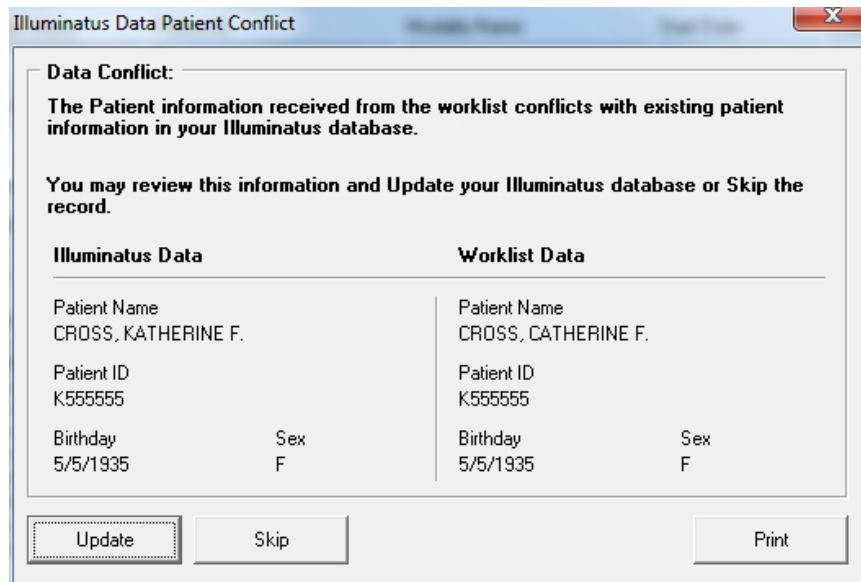 Illuminatus Data Patient Conflict
Data Conflict:
The Patient information received from the worklist conflicts with existing patient
information in your Illuminatus database.
You may review this information and Update your Illuminatus database or Skip the
record.
Illuminatus Data
Worklist Data
Patient Name
CROSS, KATHERINE F.
Patient ID
K555555
Birthday Sex
5/5/1935 F
Patient Name
CROSS, CATHERINE F.
Patient ID
K555555
Birthday Sex
5/5/1935 F
Update Skip Print